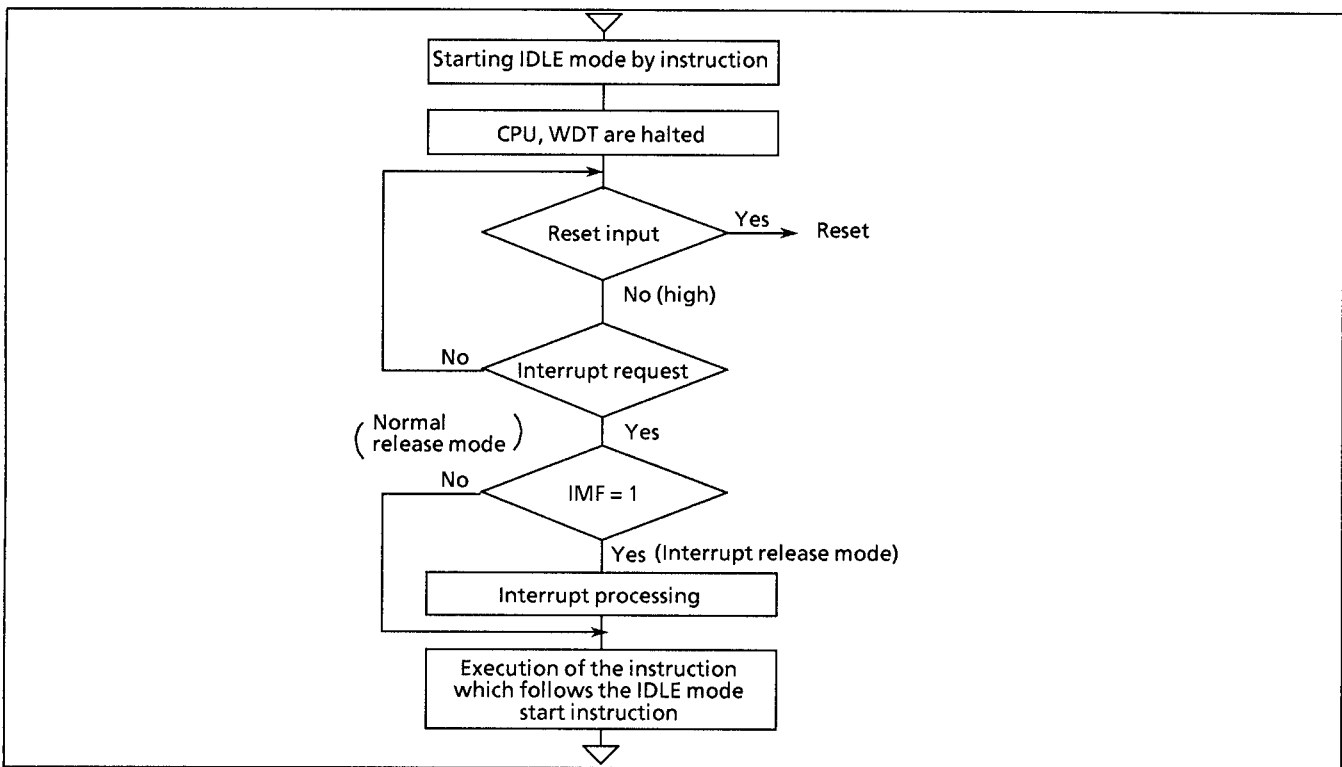 Starting IDLE mode by instruction
CPU, WDT are halted
Reset input
Yes
Reset
No (high)
No
Interrupt request
(Normal
release mode)
Yes
No
IMF = 1
Yes (Interrupt release mode)
Interrupt processing
Execution of the instruction
which follows the IDLE mode
start instruction